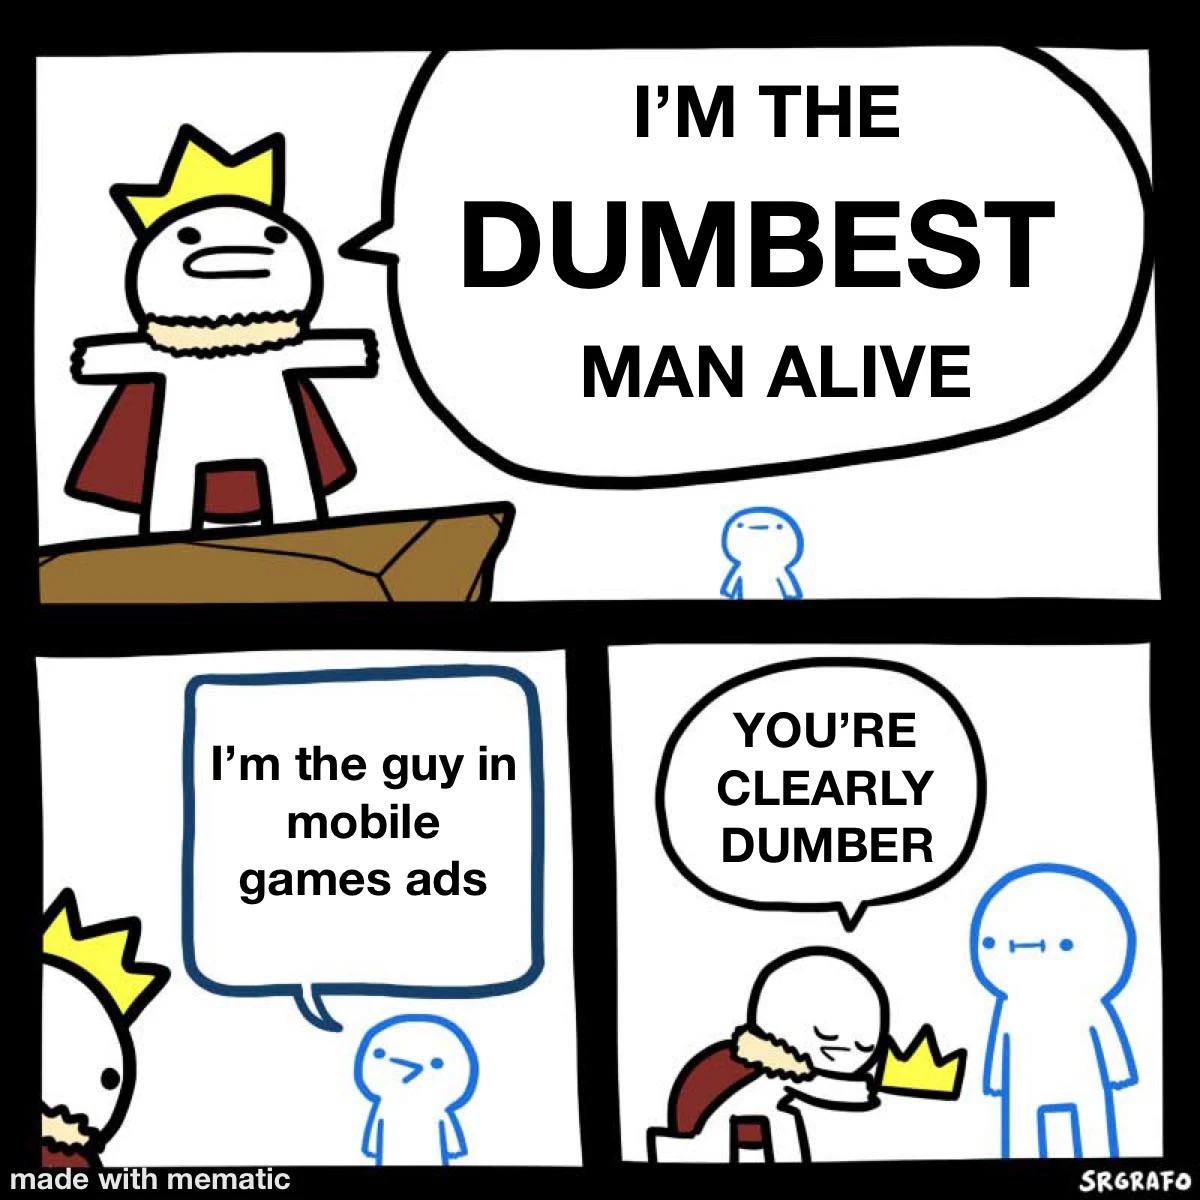 I’M THE
DUMBEST
MAN ALIVE
I’m the guy in
mobile
games ads
YOU’RE
CLEARLY
DUMBER
made with mematic
SRGRAFO